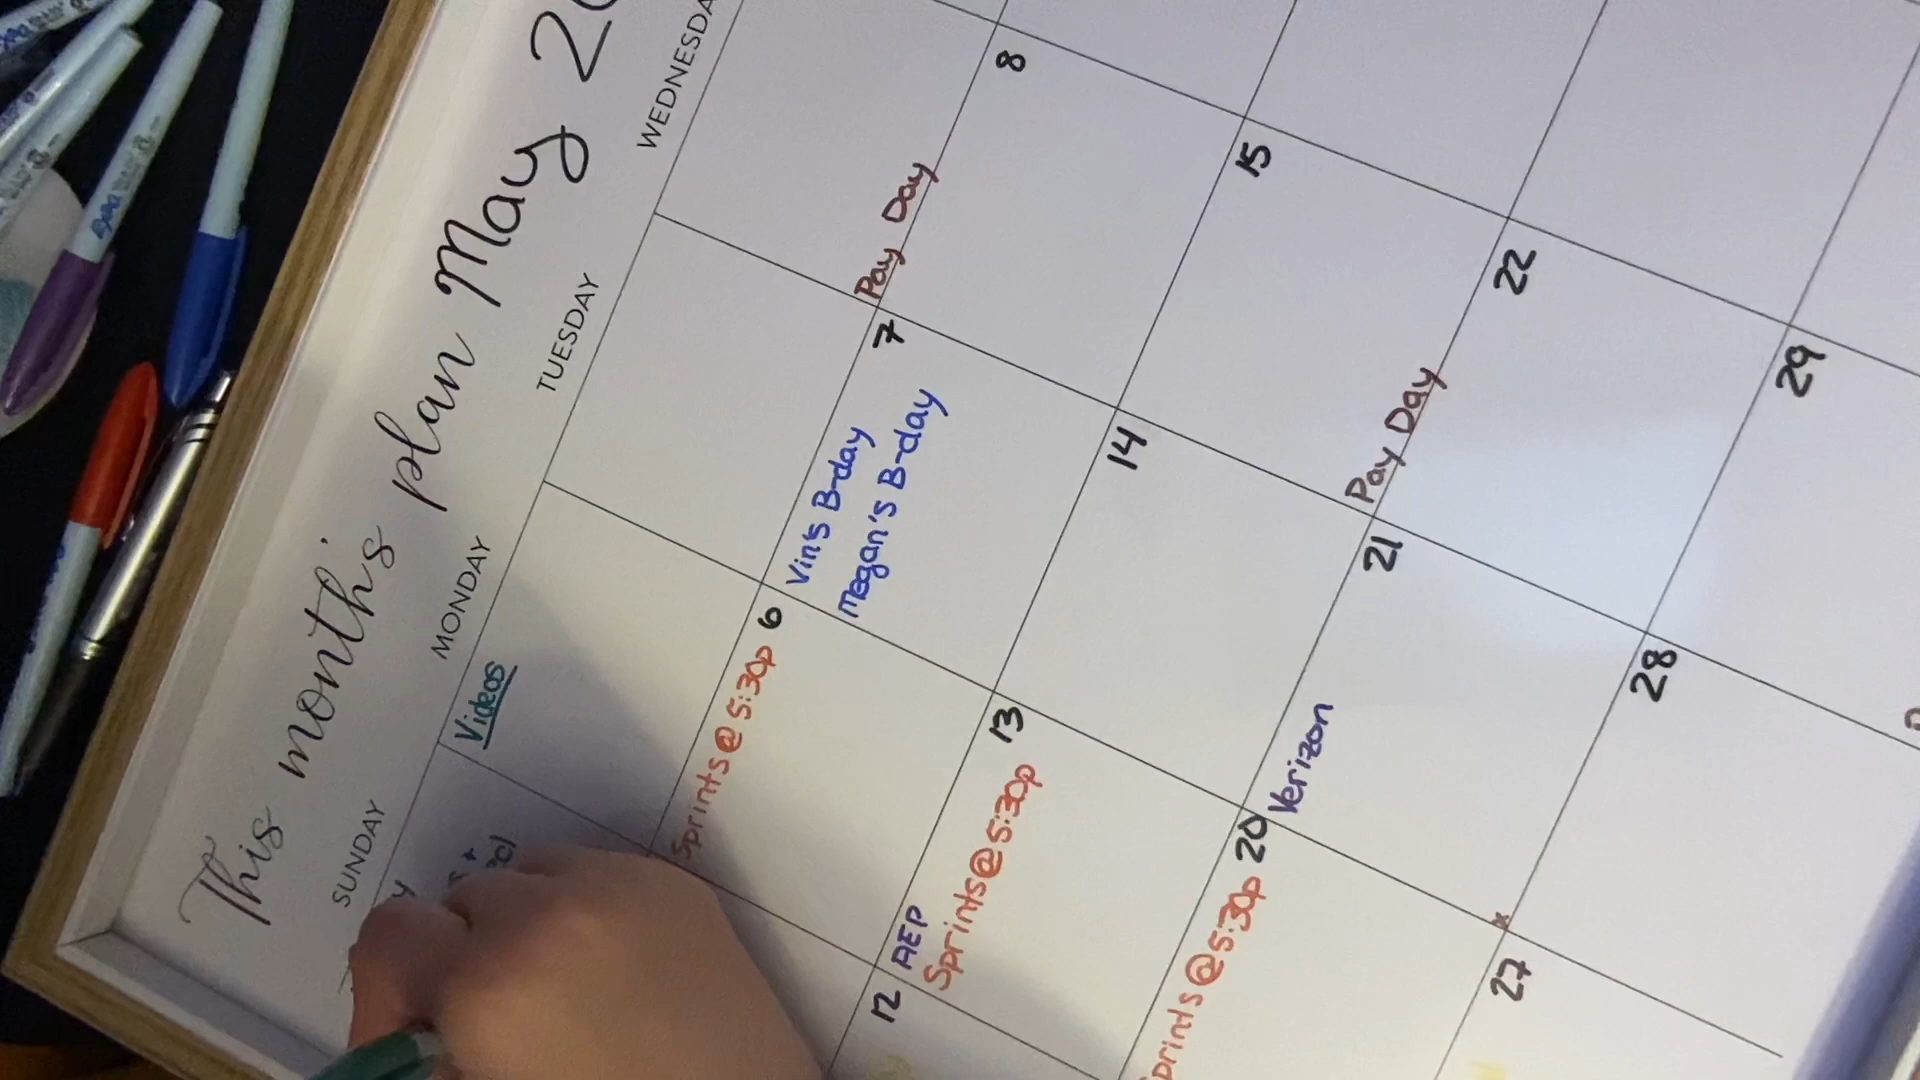 This month's plan May
SUNDAY MONDAY TUESDAY WEDNESDAY
Videos
Sprints @ 5:30p 6
Vin's B-day 7
Megan's B-day
Pay Day 8
12
AEP 13
Sprints @ 5:30p
14
15
Sprints @ 5:30p 20
Verizon 21
Pay Day 22
27
28
29